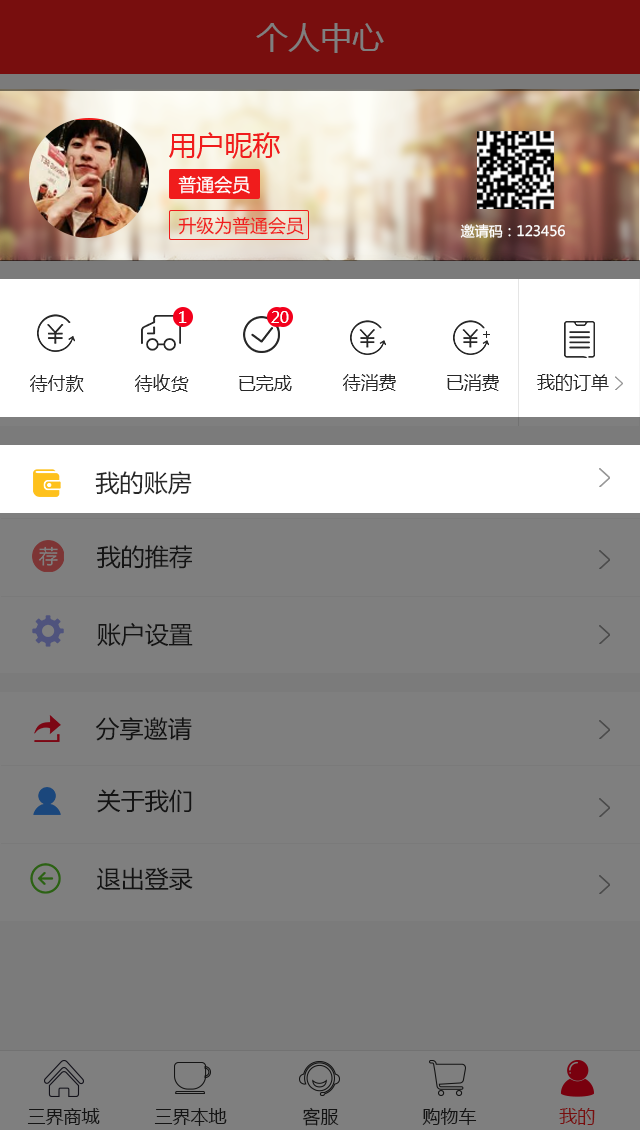 个人中心
用户昵称
普通会员
升级为普通会员
邀请码：123456
1
20
待付款
待收货
已完成
待消费
已消费
我的订单
我的账房
荐
我的推荐
账户设置
分享邀请
关于我们
退出登录
三界商城
三界本地
客服
购物车
我的